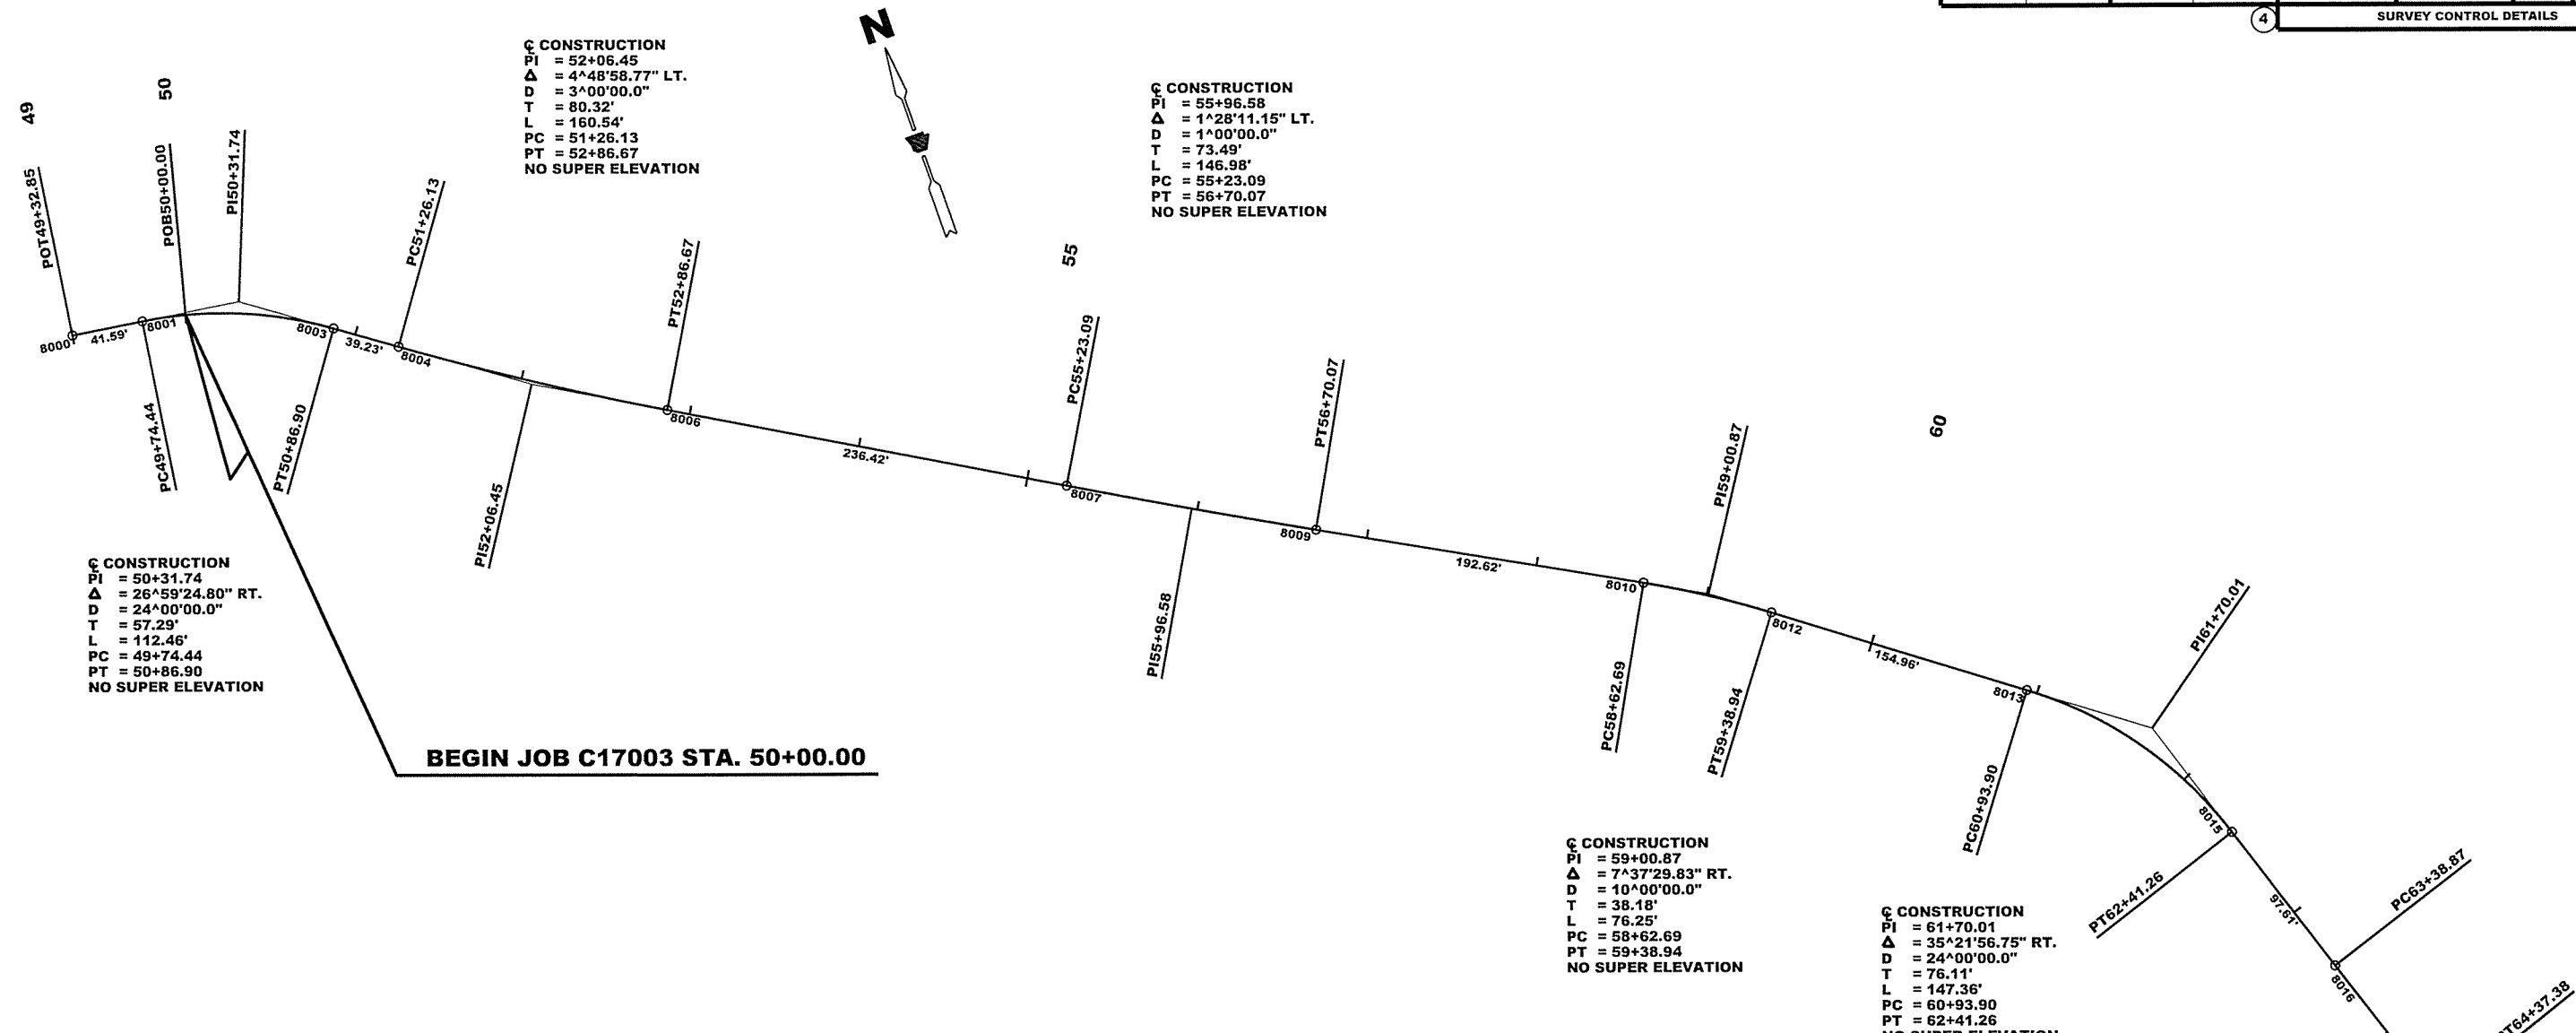 4
SURVEY CONTROL DETAILS
N
49
50
55
60
℄ CONSTRUCTION
PI = 52+06.45
Δ = 4^48'58.77" LT.
D = 3^00'00.0"
T = 80.32'
L = 160.54'
PC = 51+26.13
PT = 52+86.67
NO SUPER ELEVATION
℄ CONSTRUCTION
PI = 55+96.58
Δ = 1^28'11.15" LT.
D = 1^00'00.0"
T = 73.49'
L = 146.98'
PC = 55+23.09
PT = 56+70.07
NO SUPER ELEVATION
POT49+32.85
POB50+00.00
PI50+31.74
PC51+26.13
PT52+86.67
PC55+23.09
PT56+70.07
PI59+00.87
PI61+70.01
8000
41.59'
8001
8003
39.23'
8004
8006
236.42'
8007
8009
192.62'
8010
8012
154.96'
8013
8015
97.61'
8016
PC49+74.44
PT50+86.90
PI52+06.45
PI55+96.58
PC58+62.69
PT59+38.94
PC60+93.90
PT62+41.26
PC63+38.87
T64+37.38
℄ CONSTRUCTION
PI = 50+31.74
Δ = 26^59'24.80" RT.
D = 24^00'00.0"
T = 57.29'
L = 112.46'
PC = 49+74.44
PT = 50+86.90
NO SUPER ELEVATION
BEGIN JOB C17003 STA. 50+00.00
℄ CONSTRUCTION
PI = 59+00.87
Δ = 7^37'29.83" RT.
D = 10^00'00.0"
T = 38.18'
L = 76.25'
PC = 58+62.69
PT = 59+38.94
NO SUPER ELEVATION
℄ CONSTRUCTION
PI = 61+70.01
Δ = 35^21'56.75" RT.
D = 24^00'00.0"
T = 76.11'
L = 147.36'
PC = 60+93.90
PT = 62+41.26
NO SUPER ELEVATION